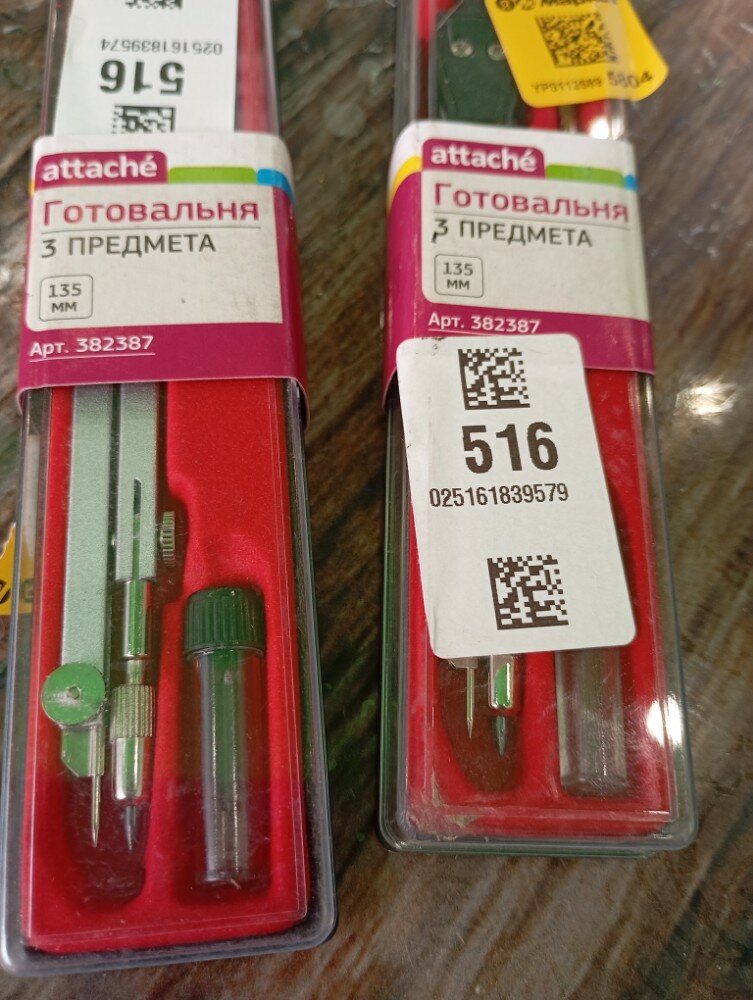 025161839574
516
attaché
Готовальня
3 ПРЕДМЕТА
135
ММ
Арт. 382387
attaché
Готовальня
3 ПРЕДМЕТА
135
ММ
Арт. 382387
516
025161839579